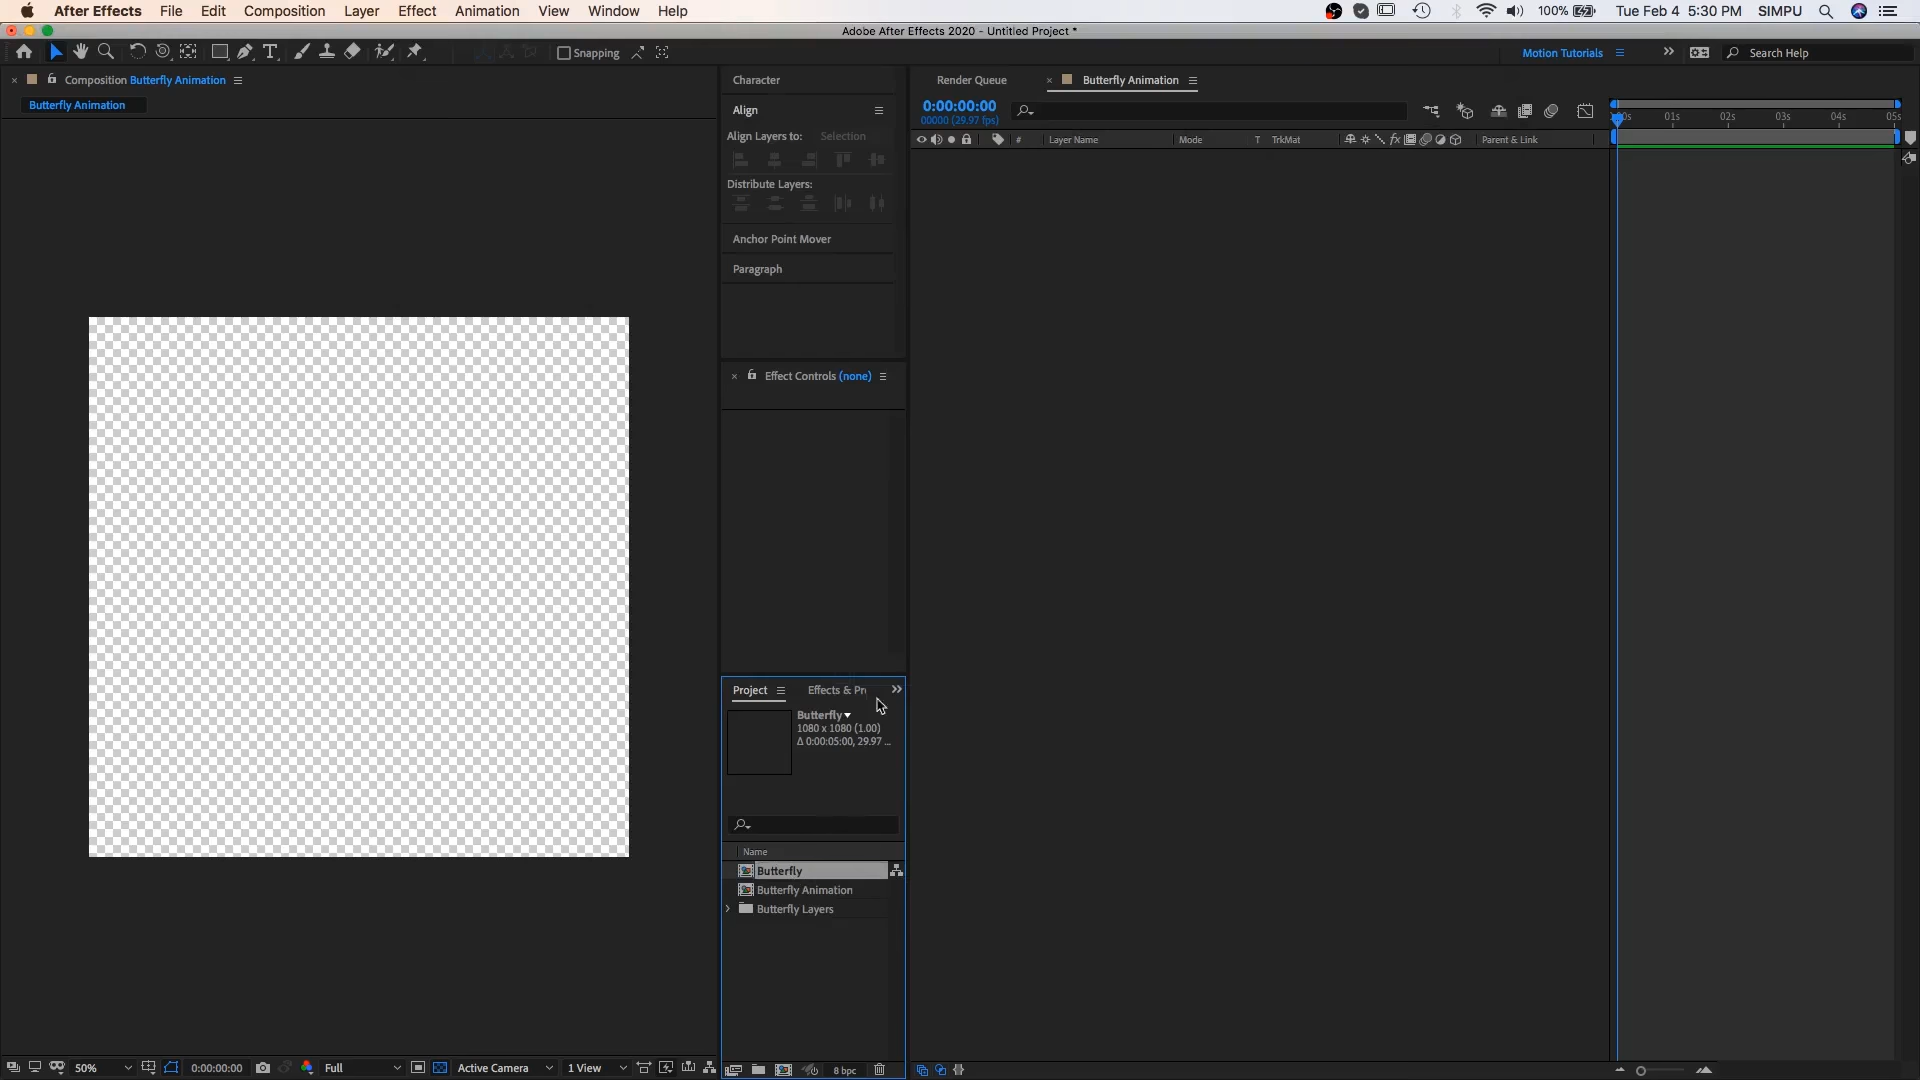 After Effects File Edit Composition Layer Effect Animation View Window Help 100% Tue Feb 4 5:30 PM SIMPU
Adobe After Effects 2020 - Untitled Project *
Snapping Motion Tutorials Search Help
Composition Butterfly Animation
Butterfly Animation
Character
Align
Align Layers to: Selection
Distribute Layers:
Anchor Point Mover
Paragraph
Effect Controls (none)
Project Effects & Pr
Butterfly
1080 x 1080 (1.00)
Δ 0:00:05:00, 29.97 ...
Name
Butterfly
Butterfly Animation
Butterfly Layers
8 bpc
Render Queue Butterfly Animation
0:00:00:00
00000 (29.97 fps)
# Layer Name Mode T TrkMat fx Parent & Link
01s 02s 03s 04s 05s
50% 0:00:00:00 Full Active Camera 1 View